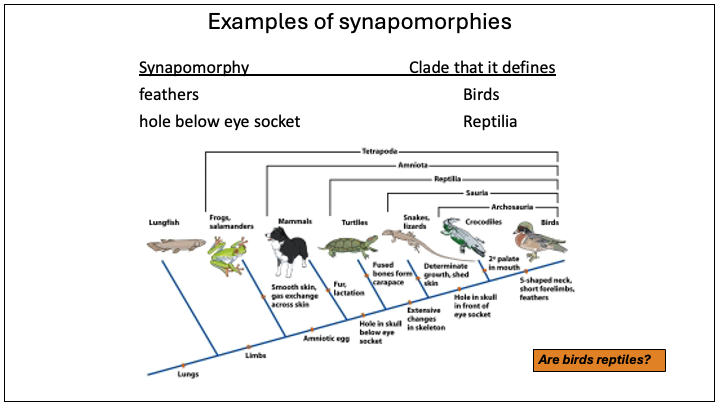 Examples of synapomorphies
Synapomorphy Clade that it defines
feathers Birds
hole below eye socket Reptilia
Tetrapoda
Amniota
Reptilia
Sauria
Archosauria
Lungfish
Frogs,
salamanders
Mammals
Turtlles
Snakes,
lizards
Crocodiles
Birds
Smooth skin,
gas exchange
across skin
Fur,
lactation
Fused
bones form
carapace
Determinate
growth, shed
skin
2º palate
in mouth
S-shaped neck,
short forelimbs,
feathers
Lungs
Limbs
Amniotic egg
Hole in skull
below eye
socket
Extensive
changes
in skeleton
Hole in skull
in front of
eye socket
Are birds reptiles?